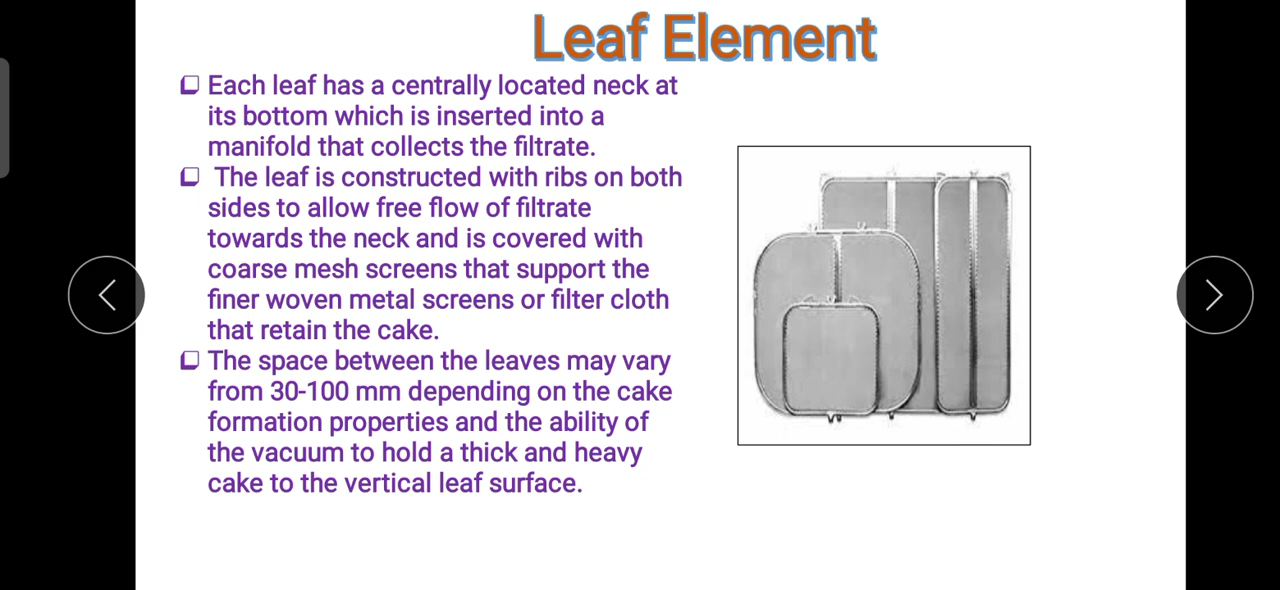 Leaf Element
❑ Each leaf has a centrally located neck at
its bottom which is inserted into a
manifold that collects the filtrate.
❑ The leaf is constructed with ribs on both
sides to allow free flow of filtrate
towards the neck and is covered with
coarse mesh screens that support the
finer woven metal screens or filter cloth
that retain the cake.
❑ The space between the leaves may vary
from 30-100 mm depending on the cake
formation properties and the ability of
the vacuum to hold a thick and heavy
cake to the vertical leaf surface.